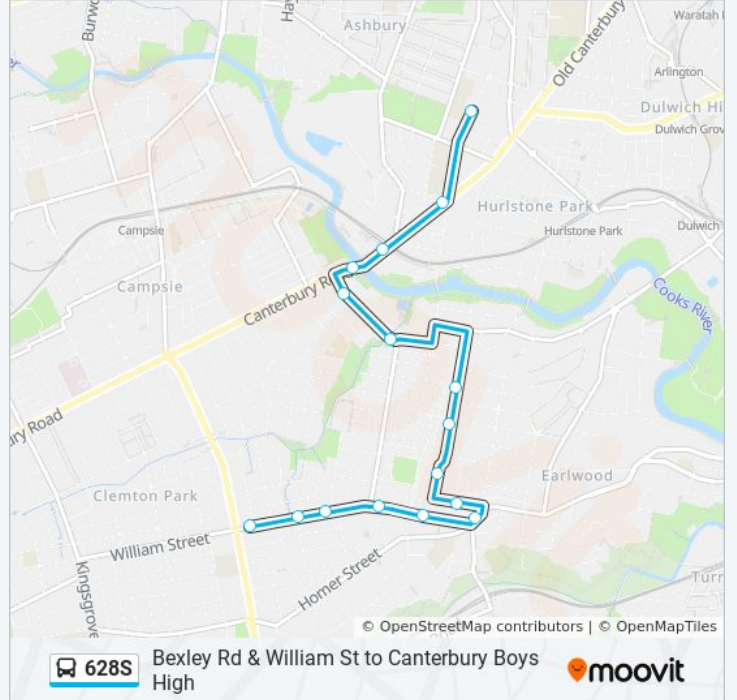 Ashbury
Old Canterbury
Waratah
Arlington
Dulwich Hi
Dulwich Grov
Hurlstone Park
Hurlstone Park
Dulwich
Campsie
Campsie
Canterbury R
Cooks River
ury Road
Earlwood
Clemton Park
William Street
Homer Street
Kingsgrove
Turr
© OpenStreetMap contributors | © OpenMapTiles
628S
Bexley Rd & William St to Canterbury Boys
High
moovit